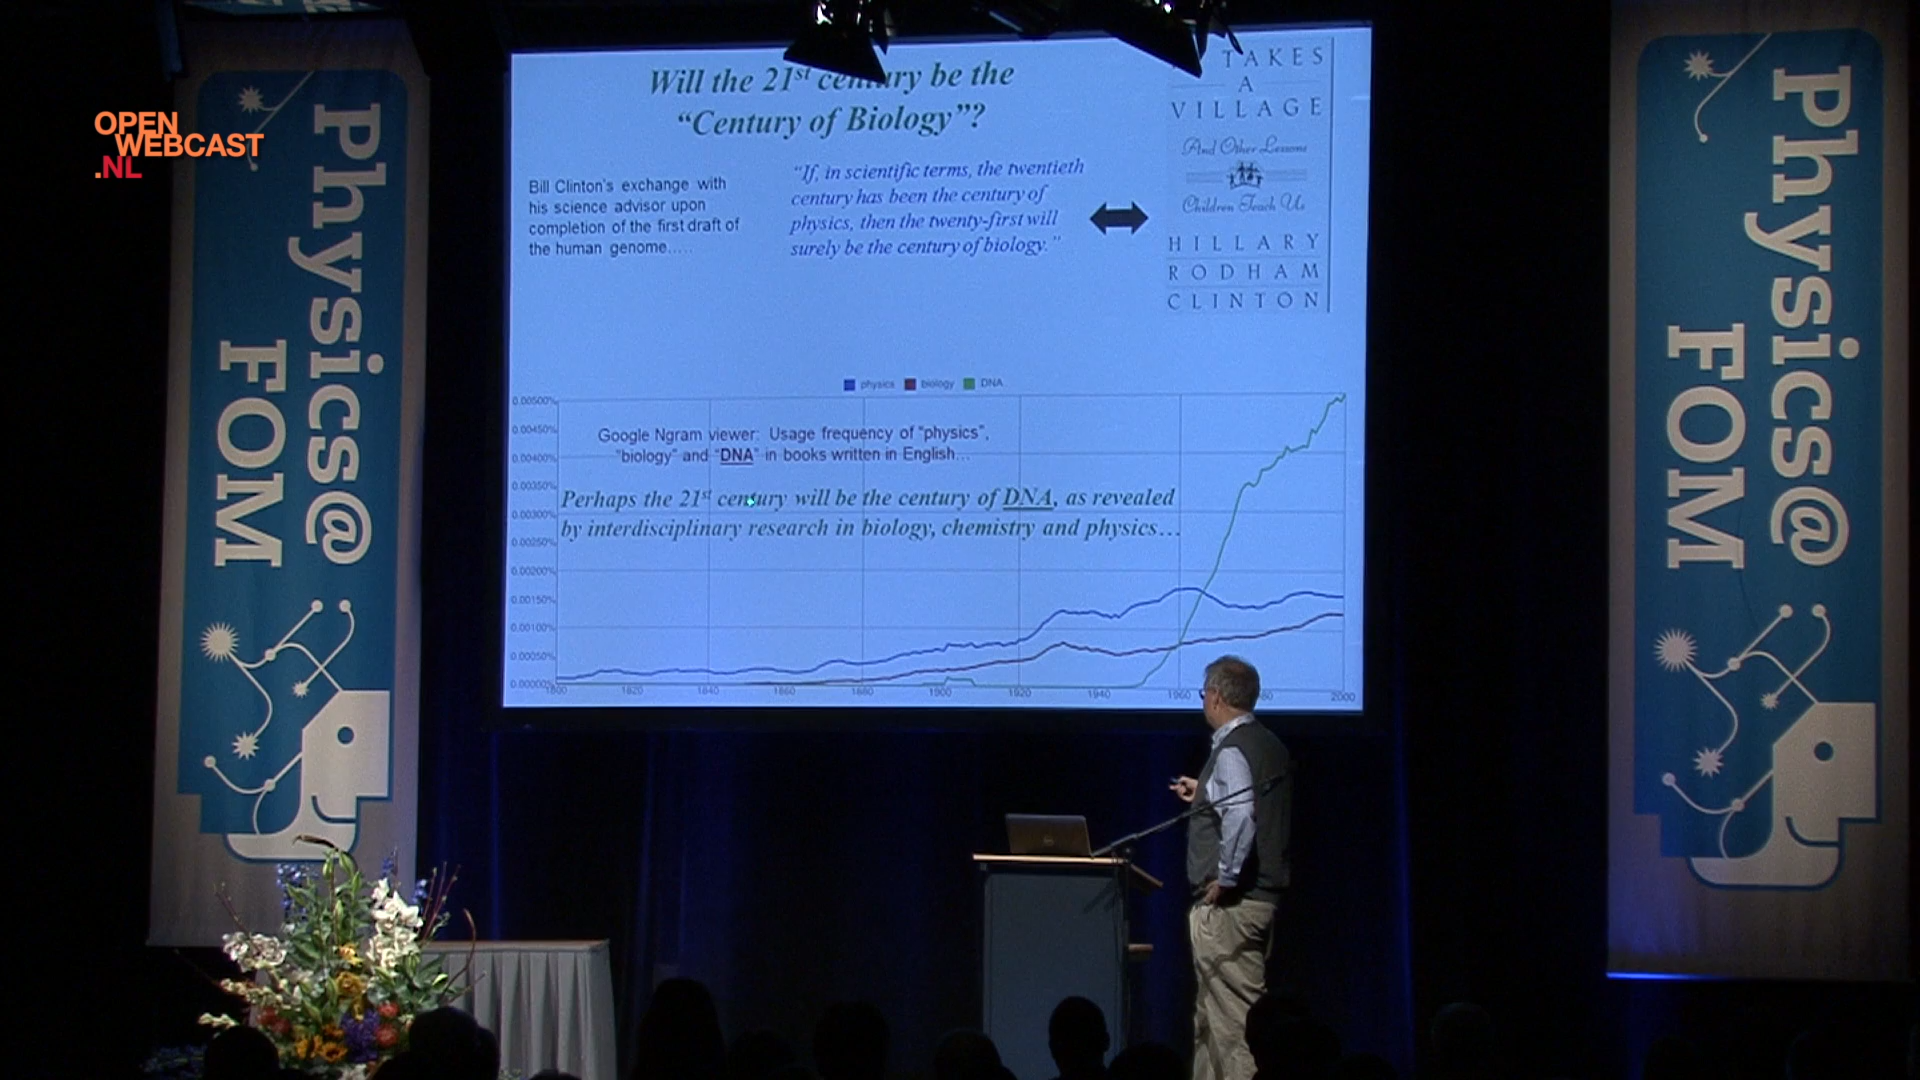 OPEN
WEBCAST
.NL
Physics@
FOM
Will the 21st century be the
“Century of Biology”?
Bill Clinton's exchange with
his science advisor upon
completion of the first draft of
the human genome.....
“If, in scientific terms, the twentieth
century has been the century of
physics, then the twenty-first will
surely be the century of biology.”
TAKES
A
VILLAGE
And Other Lessons
Children Teach Us
HILLARY
RODHAM
CLINTON
physics biology DNA
0.00500%
0.00450%
0.00400%
0.00350%
0.00300%
0.00250%
0.00200%
0.00150%
0.00100%
0.00050%
0.00000%
Google Ngram viewer: Usage frequency of “physics”,
“biology” and “DNA” in books written in English...
Perhaps the 21st century will be the century of DNA, as revealed
by interdisciplinary research in biology, chemistry and physics...
1800 1820 1840 1860 1880 1900 1920 1940 1960 80 2000
Physics@
FOM